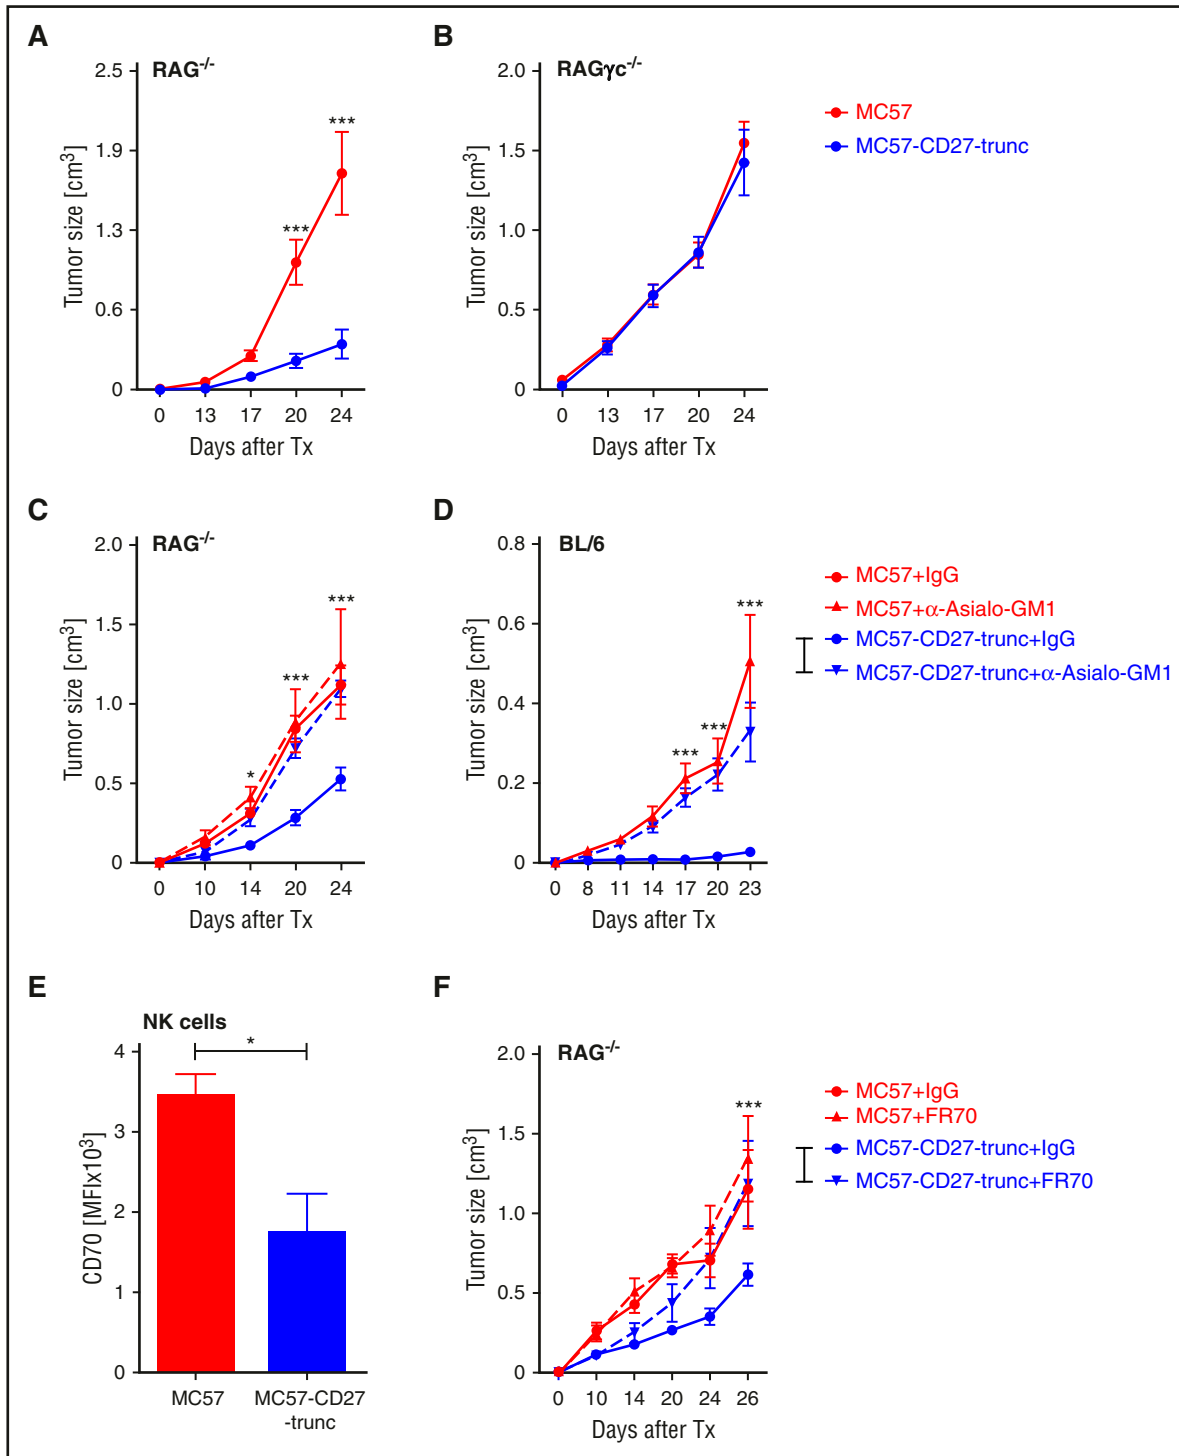 A
RAG-/-
2.5
1.9
1.3
0.6
0
Tumor size [cm3]
***
***
0 13 17 20 24
Days after Tx
B
RAGγc-/-
2.0
1.5
1.0
0.5
0
Tumor size [cm3]
0 13 17 20 24
Days after Tx
MC57
MC57-CD27-trunc
C
RAG-/-
2.0
1.5
1.0
0.5
0
Tumor size [cm3]
*
***
***
0 10 14 20 24
Days after Tx
D
BL/6
0.8
0.6
0.4
0.2
0
Tumor size [cm3]
***
***
***
0 8 11 14 17 20 23
Days after Tx
MC57+IgG
MC57+α-Asialo-GM1
MC57-CD27-trunc+IgG
MC57-CD27-trunc+α-Asialo-GM1
E
NK cells
*
4
3
2
1
0
CD70 [MFIx103]
MC57
MC57-CD27
-trunc
F
RAG-/-
2.0
1.5
1.0
0.5
0
Tumor size [cm3]
***
0 10 14 20 24 26
Days after Tx
MC57+IgG
MC57+FR70
MC57-CD27-trunc+IgG
MC57-CD27-trunc+FR70